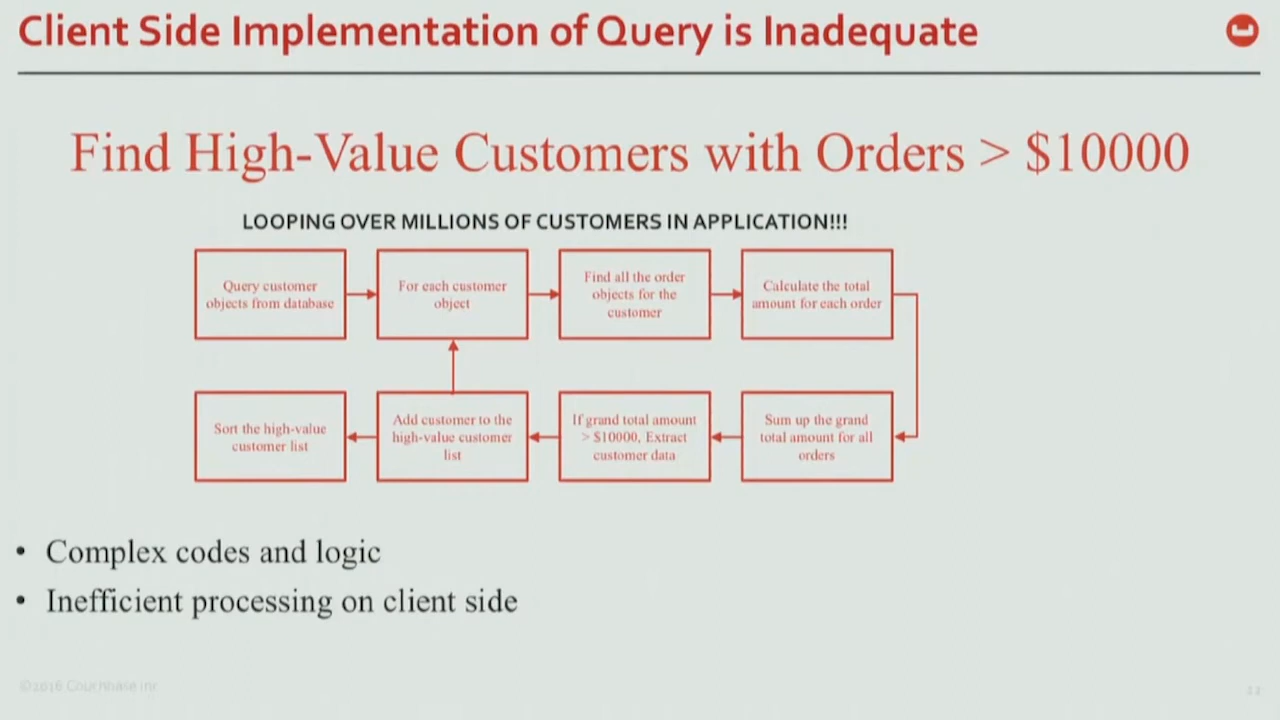 Client Side Implementation of Query is Inadequate
Find High-Value Customers with Orders > $10000
LOOPING OVER MILLIONS OF CUSTOMERS IN APPLICATION!!!
Query customer
objects from database
For each customer
object
Find all the order
objects for the
customer
Calculate the total
amount for each order
Sort the high-value
customer list
Add customer to the
high-value customer
list
If grand total amount
> $10000, Extract
customer data
Sum up the grand
total amount for all
orders
• Complex codes and logic
• Inefficient processing on client side
©2016 Couchbase Inc